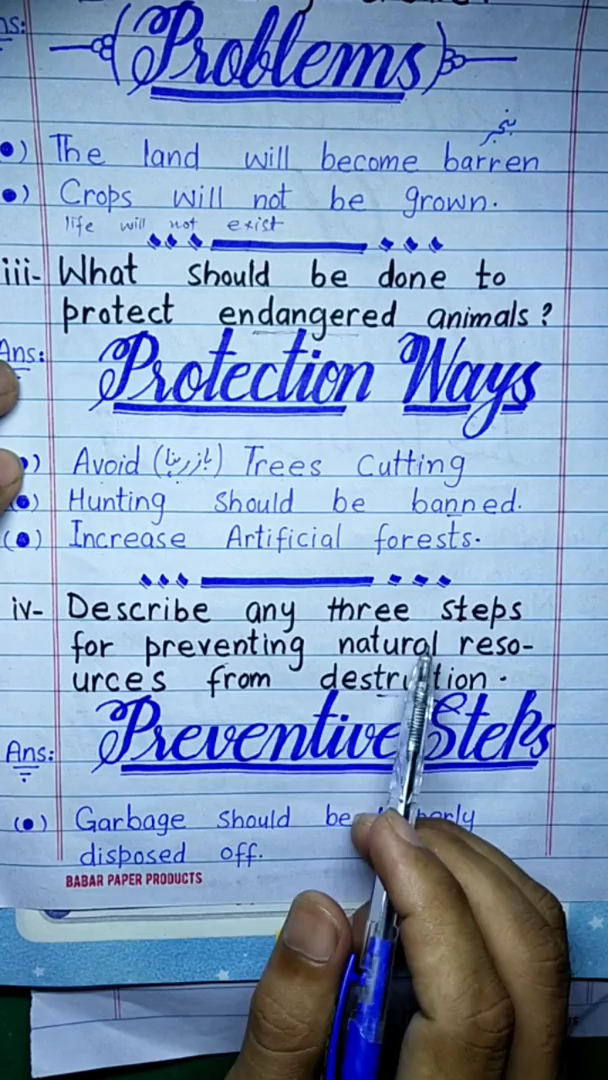 ns:
Problems
) The land will become barren بنجر
) Crops will not be grown.
life will not exist
iii- What should be done to
protect endangered animals?
Ans: Protection Ways
) Avoid (باز رہنا) Trees Cutting
( ) Hunting should be banned.
( ) Increase Artificial forests.
iv- Describe any three steps
for preventing natural reso-
urces from destruction.
Ans: Preventive Steps
( ) Garbage should be
disposed off.
BABAR PAPER PRODUCTS